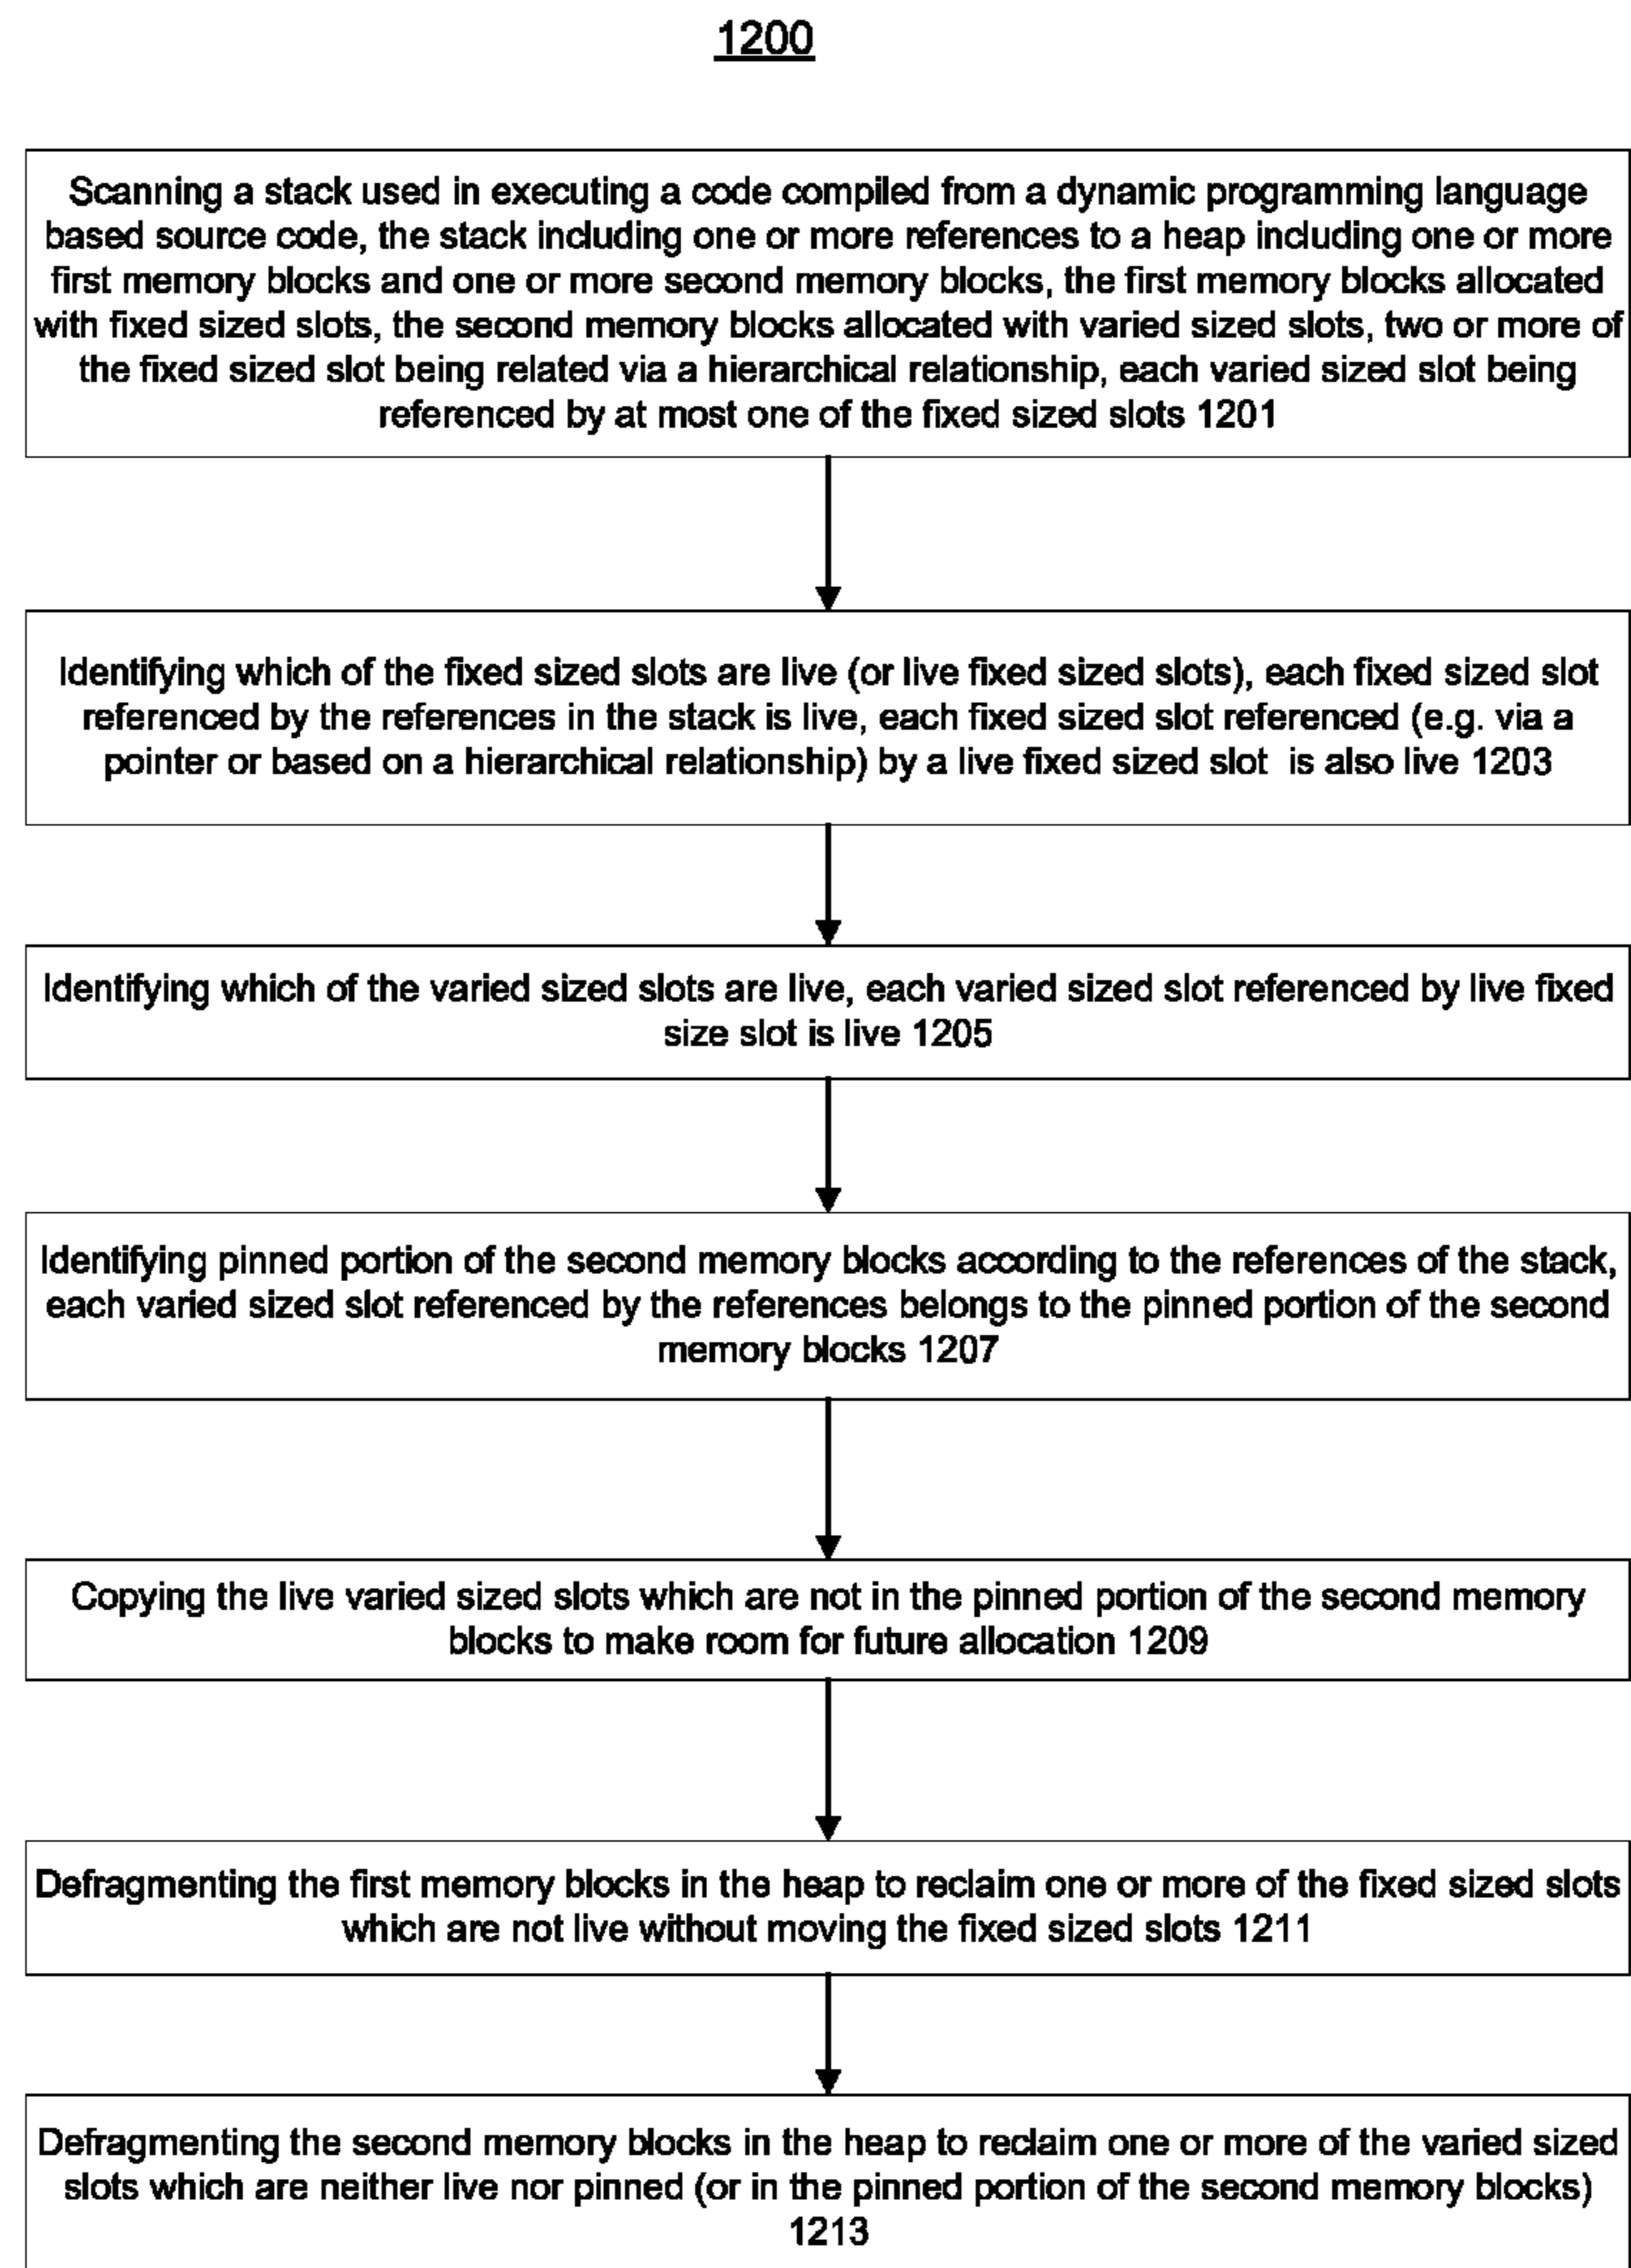 1200
Scanning a stack used in executing a code compiled from a dynamic programming language
based source code, the stack including one or more references to a heap including one or more
first memory blocks and one or more second memory blocks, the first memory blocks allocated
with fixed sized slots, the second memory blocks allocated with varied sized slots, two or more of
the fixed sized slot being related via a hierarchical relationship, each varied sized slot being
referenced by at most one of the fixed sized slots 1201
Identifying which of the fixed sized slots are live (or live fixed sized slots), each fixed sized slot
referenced by the references in the stack is live, each fixed sized slot referenced (e.g. via a
pointer or based on a hierarchical relationship) by a live fixed sized slot is also live 1203
Identifying which of the varied sized slots are live, each varied sized slot referenced by live fixed
size slot is live 1205
Identifying pinned portion of the second memory blocks according to the references of the stack,
each varied sized slot referenced by the references belongs to the pinned portion of the second
memory blocks 1207
Copying the live varied sized slots which are not in the pinned portion of the second memory
blocks to make room for future allocation 1209
Defragmenting the first memory blocks in the heap to reclaim one or more of the fixed sized slots
which are not live without moving the fixed sized slots 1211
Defragmenting the second memory blocks in the heap to reclaim one or more of the varied sized
slots which are neither live nor pinned (or in the pinned portion of the second memory blocks)
1213